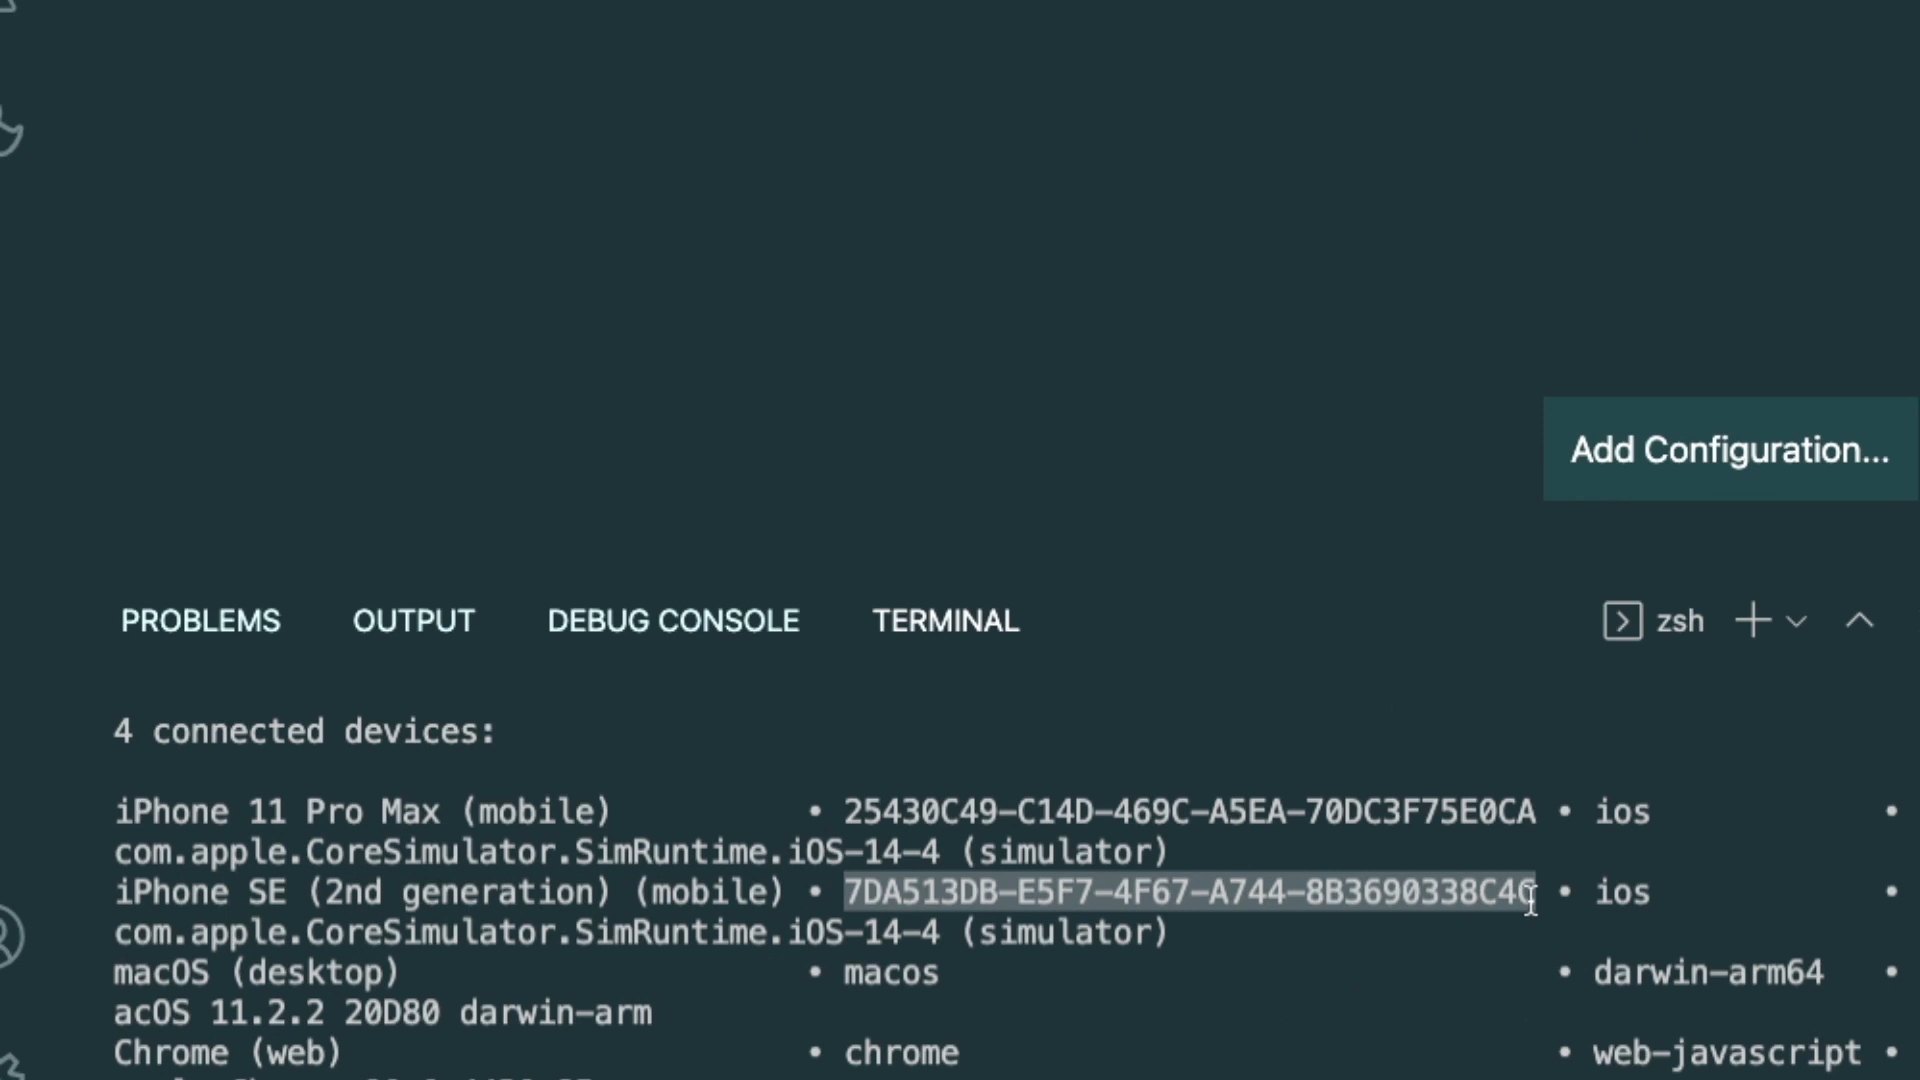 Add Configuration...
PROBLEMS OUTPUT DEBUG CONSOLE TERMINAL zsh
4 connected devices:
iPhone 11 Pro Max (mobile) • 25430C49-C14D-469C-A5EA-70DC3F75E0CA • ios •
com.apple.CoreSimulator.SimRuntime.iOS-14-4 (simulator)
iPhone SE (2nd generation) (mobile) • 7DA513DB-E5F7-4F67-A744-8B3690338C4C • ios •
com.apple.CoreSimulator.SimRuntime.iOS-14-4 (simulator)
macOS (desktop) • macos • darwin-arm64 •
acOS 11.2.2 20D80 darwin-arm
Chrome (web) • chrome • web-javascript •